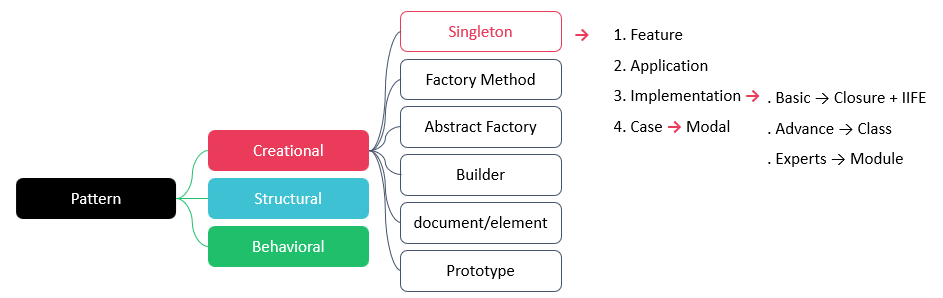 Pattern
Creational
Structural
Behavioral
Singleton
Factory Method
Abstract Factory
Builder
document/element
Prototype
→ 1. Feature
2. Application
3. Implementation →
4. Case → Modal
. Basic → Closure + IIFE
. Advance → Class
. Experts → Module